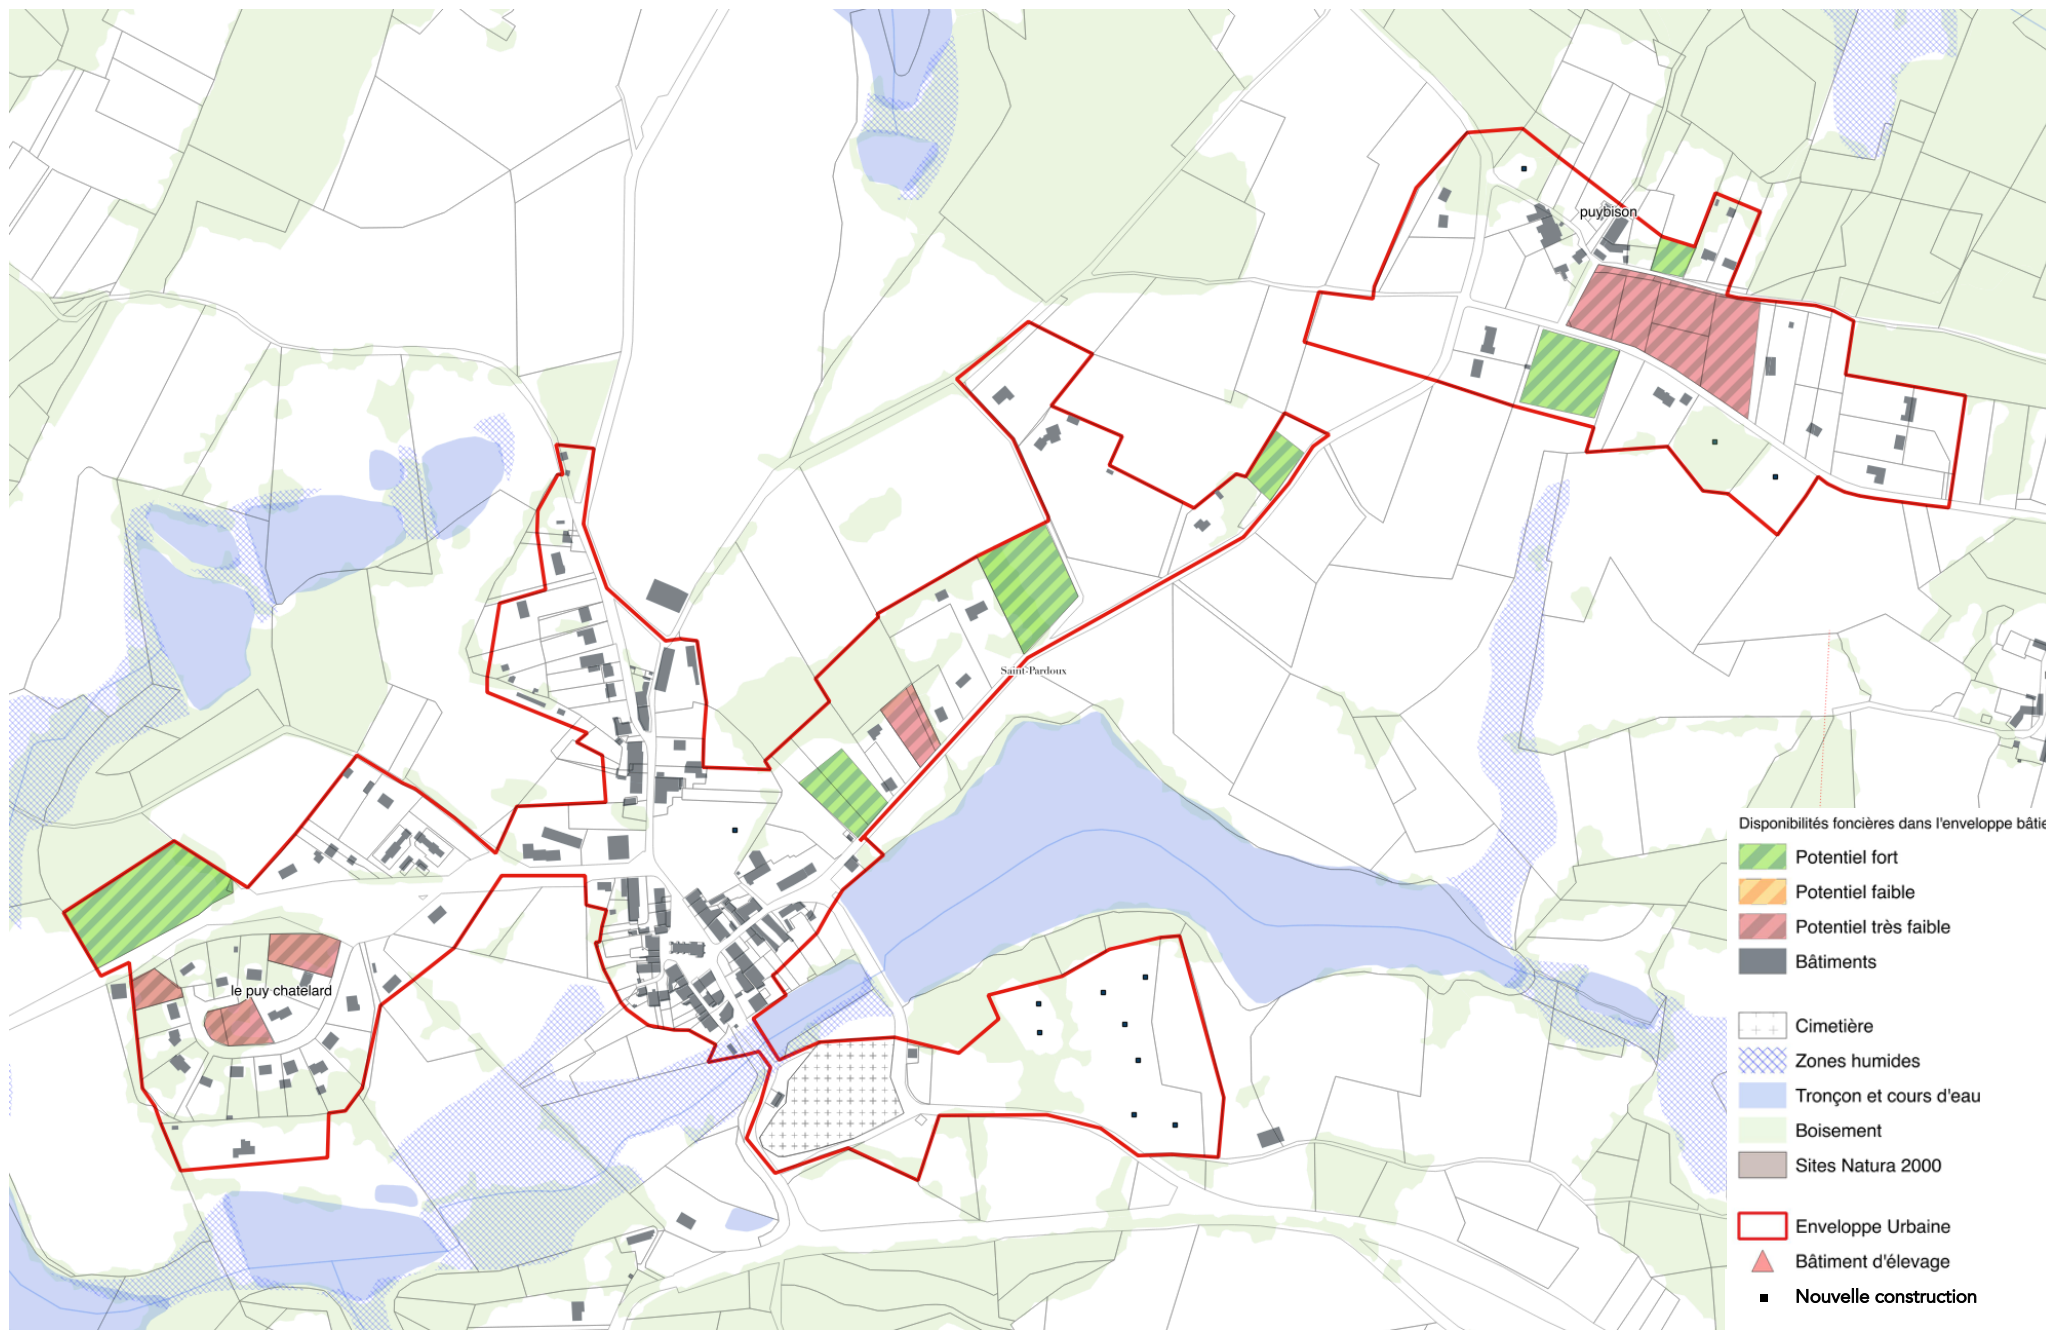 puybison
Saint-Pardoux
le puy chatelard
Disponibilités foncières dans l'enveloppe bâtie
Potentiel fort
Potentiel faible
Potentiel très faible
Bâtiments
Cimetière
Zones humides
Tronçon et cours d'eau
Boisement
Sites Natura 2000
Enveloppe Urbaine
Bâtiment d'élevage
Nouvelle construction